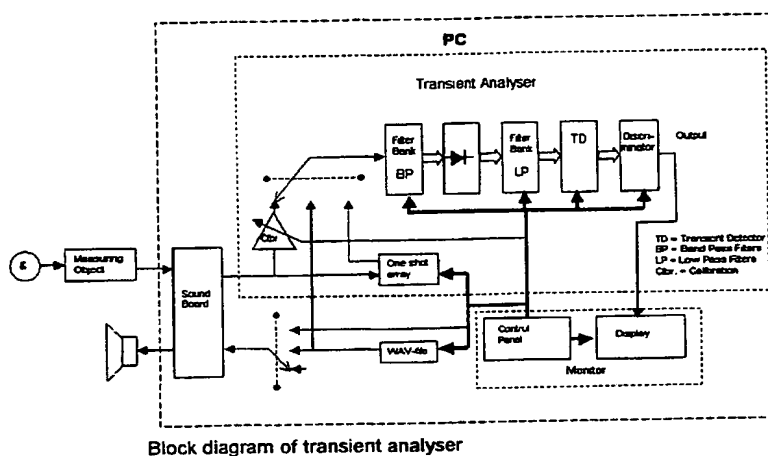 PC
Transient Analyser
Filter
Bank
BP
Filter
Bank
LP
TD
Discri-
minator
Output
TD = Transient Detector
BP = Band Pass Filters
LP = Low Pass Filters
Cbr. = Calibration
Cbr.
Measuring
Object
Sound
Board
One shot
array
WAV-file
Control
Panel
Display
Monitor
Block diagram of transient analyser